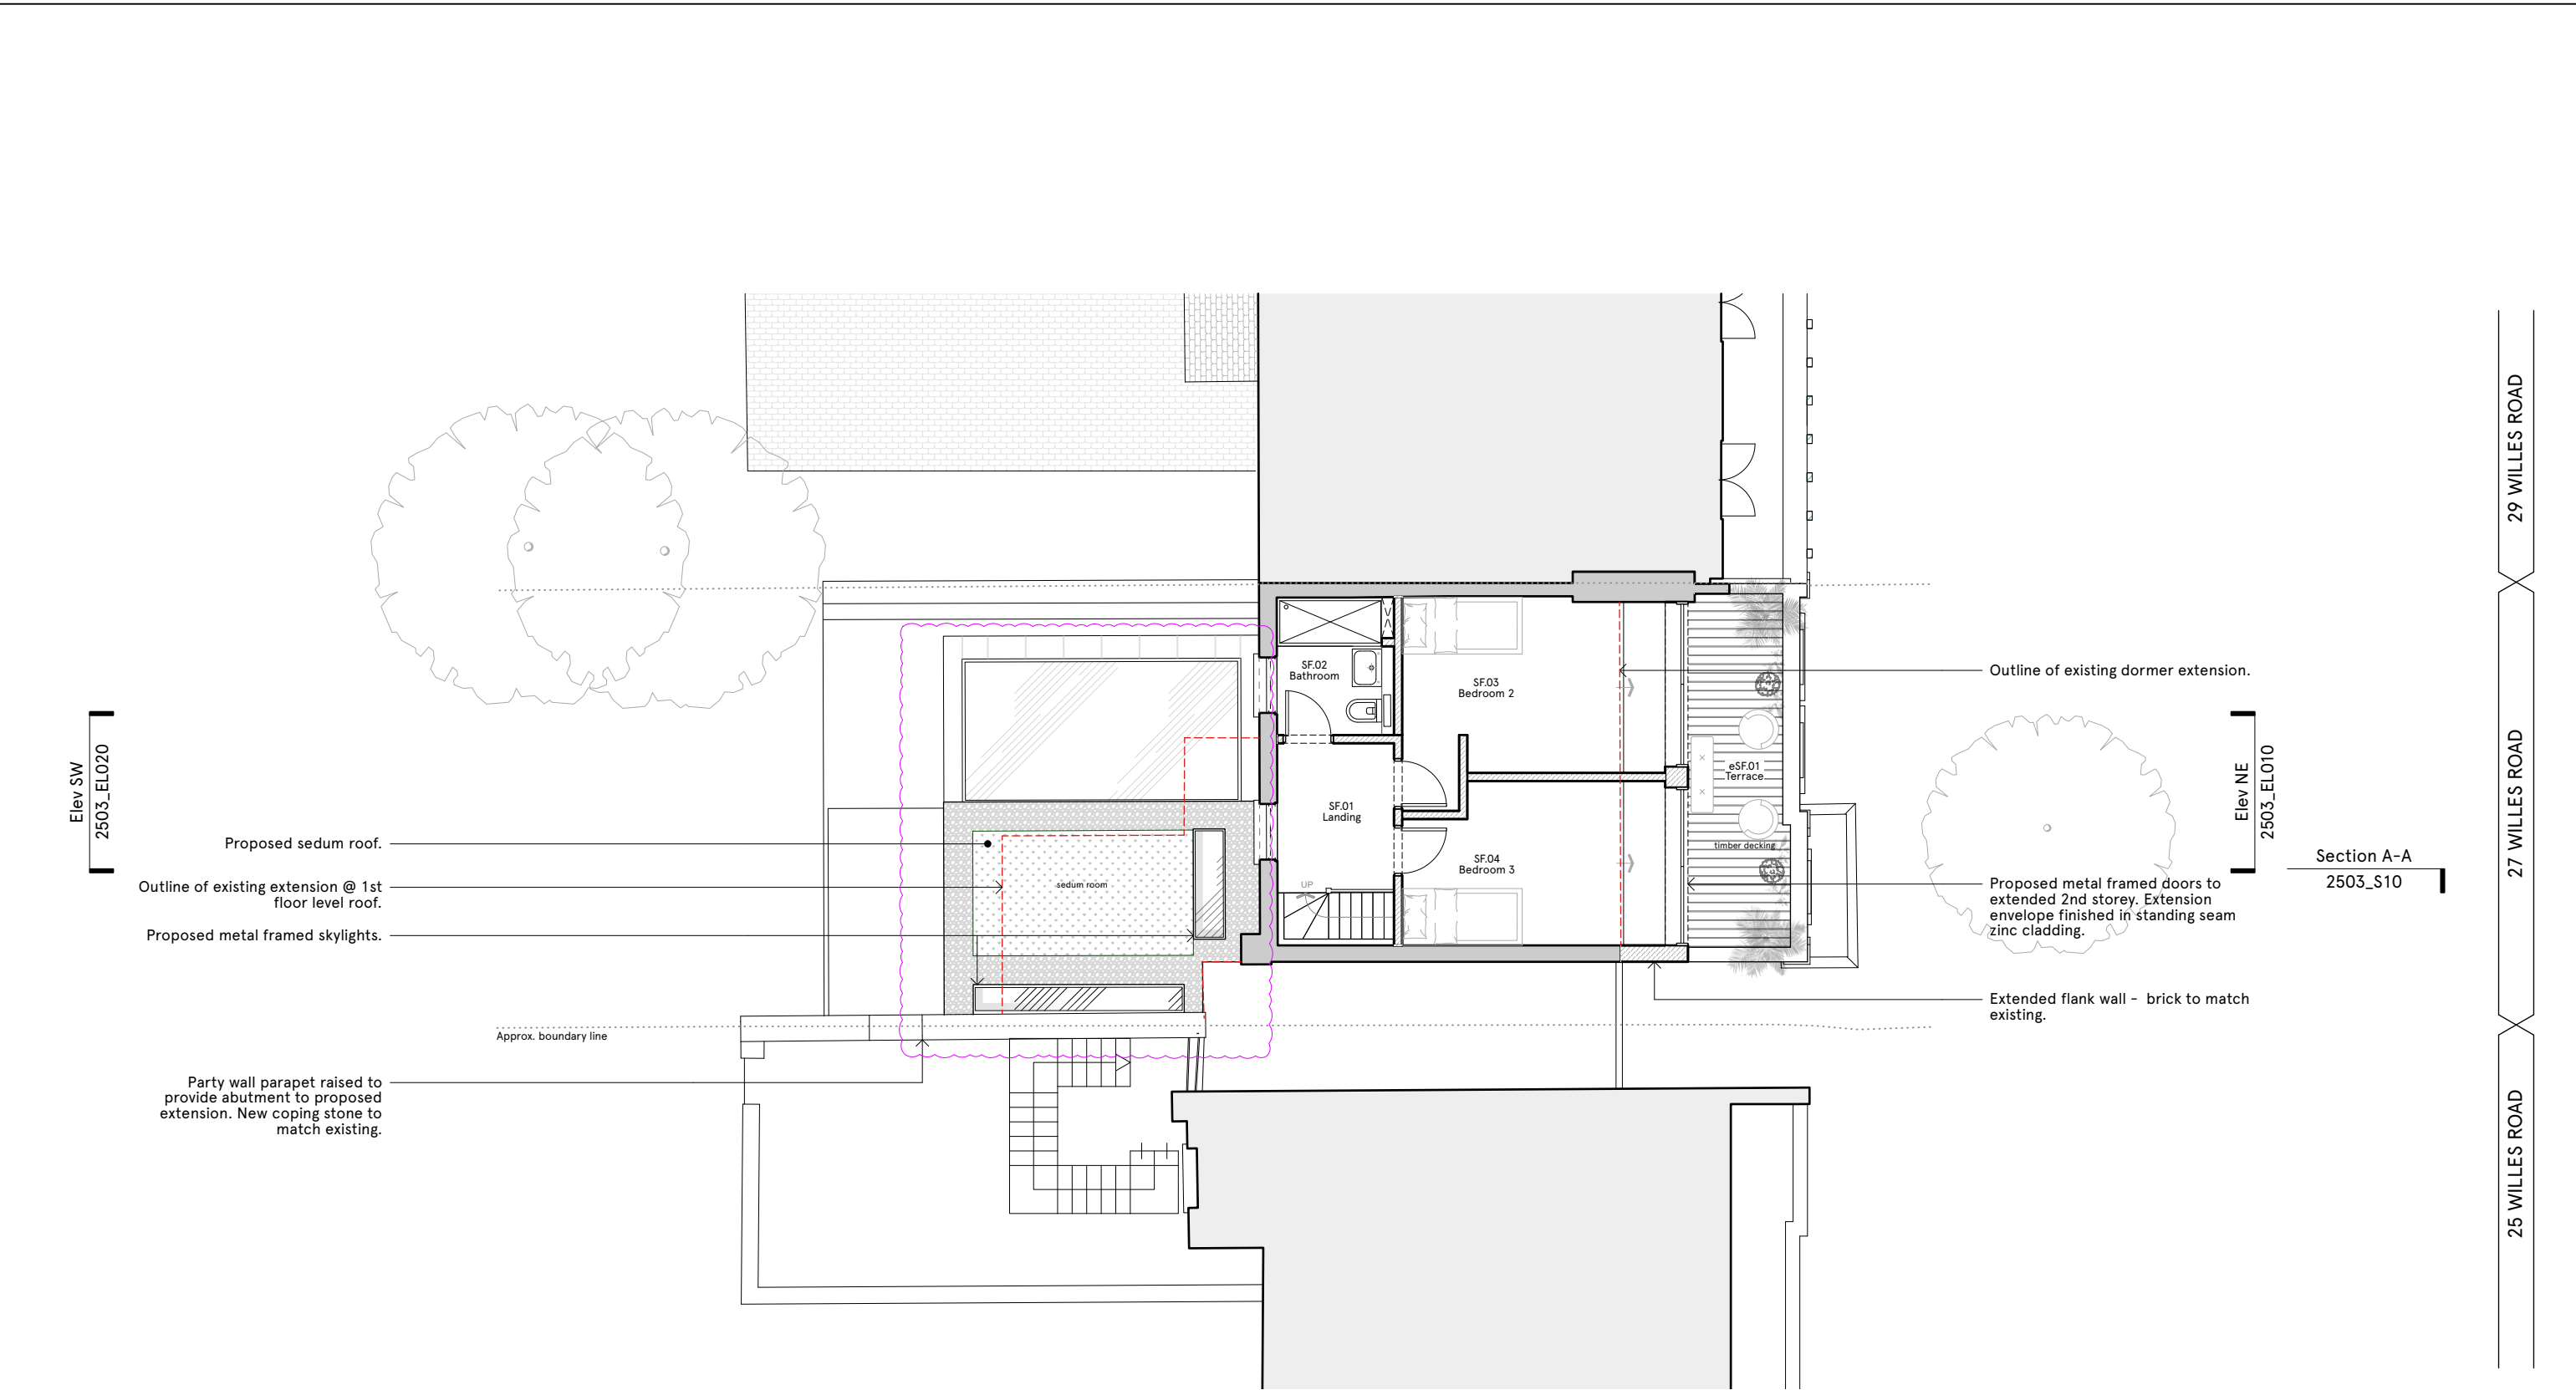 Elev SW
2503_EL020
Proposed sedum roof.
Outline of existing extension @ 1st
floor level roof.
Proposed metal framed skylights.
Approx. boundary line
Party wall parapet raised to
provide abutment to proposed
extension. New coping stone to
match existing.
sedum room
SF.02
Bathroom
SF.01
Landing
UP
SF.03
Bedroom 2
SF.04
Bedroom 3
eSF.01
Terrace
timber decking
Outline of existing dormer extension.
Proposed metal framed doors to
extended 2nd storey. Extension
envelope finished in standing seam
zinc cladding.
Extended flank wall - brick to match
existing.
Elev NE
2503_EL010
Section A-A
2503_S10
29 WILLES ROAD
27 WILLES ROAD
25 WILLES ROAD